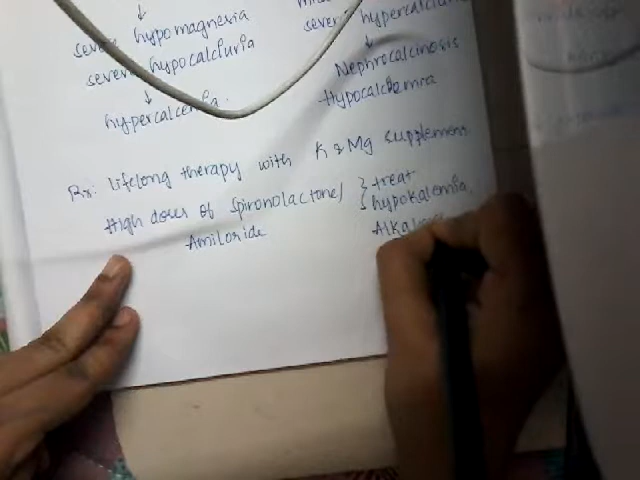 severe hypomagnesia
severe hypocalciuria
hypercalcemia.
severe hypercalciuria
Nephrocalcinosis
Hypocalcemia
Rx: lifelong therapy with K & Mg supplement
High doses of Spironolactone/
Amiloride
} treat
hypokalemia,